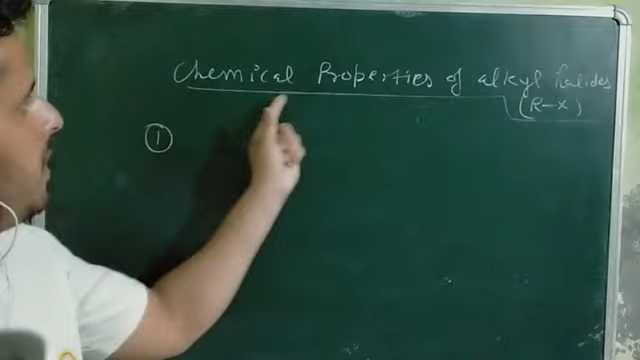 Chemical Properties of alkyl halides
(R-X)
①